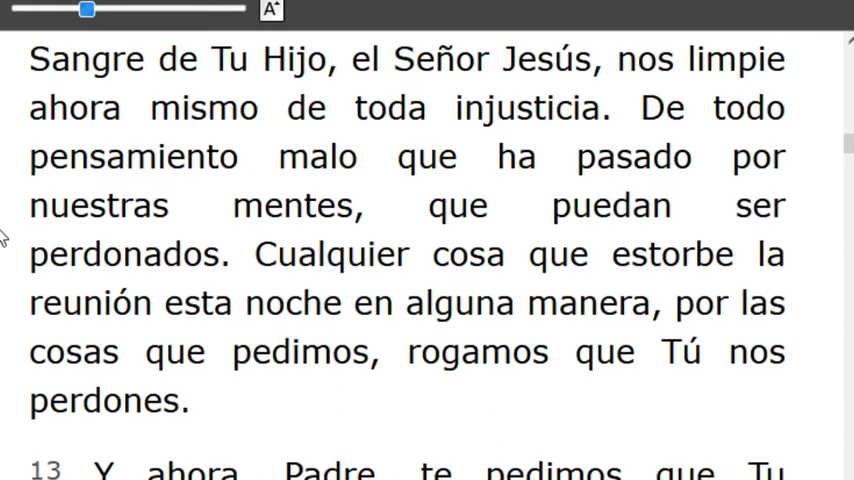 A
Sangre de Tu Hijo, el Señor Jesús, nos limpie
ahora mismo de toda injusticia. De todo
pensamiento malo que ha pasado por
nuestras mentes, que puedan ser
perdonados. Cualquier cosa que estorbe la
reunión esta noche en alguna manera, por las
cosas que pedimos, rogamos que Tú nos
perdones.
13 Y ahora, Padre, te pedimos que Tu